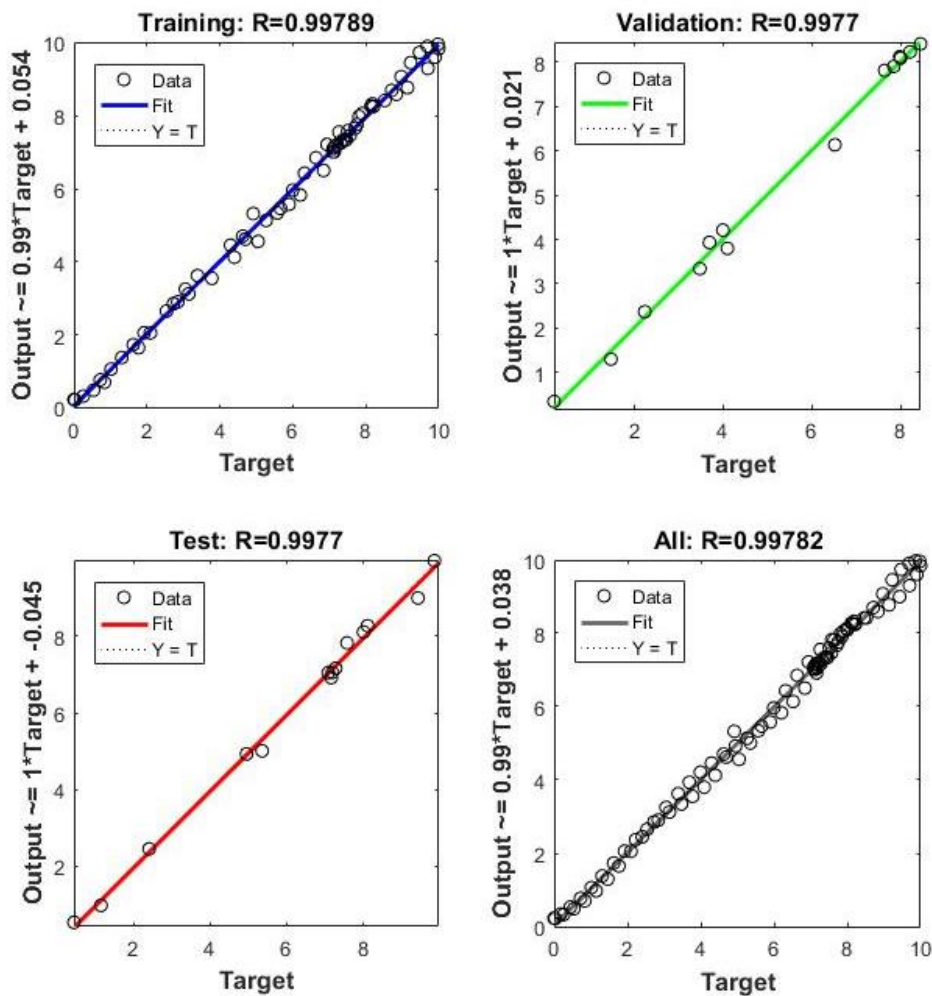 Training: R=0.99789
Output ~= 0.99*Target + 0.054
10
8
6
4
2
0
Data
Fit
Y = T
0 2 4 6 8 10
Target
Validation: R=0.9977
Output ~= 1*Target + 0.021
8
7
6
5
4
3
2
1
Data
Fit
Y = T
2 4 6 8
Target
Test: R=0.9977
Output ~= 1*Target + -0.045
8
6
4
2
Data
Fit
Y = T
2 4 6 8
Target
All: R=0.99782
Output ~= 0.99*Target + 0.038
10
8
6
4
2
0
Data
Fit
Y = T
0 2 4 6 8 10
Target